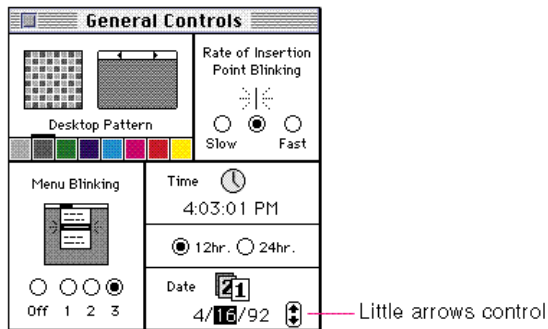 General Controls
Desktop Pattern
Rate of Insertion
Point Blinking
Slow Fast
Menu Blinking
Off 1 2 3
Time
4:03:01 PM
12hr. 24hr.
Date
21
4/16/92
Little arrows control